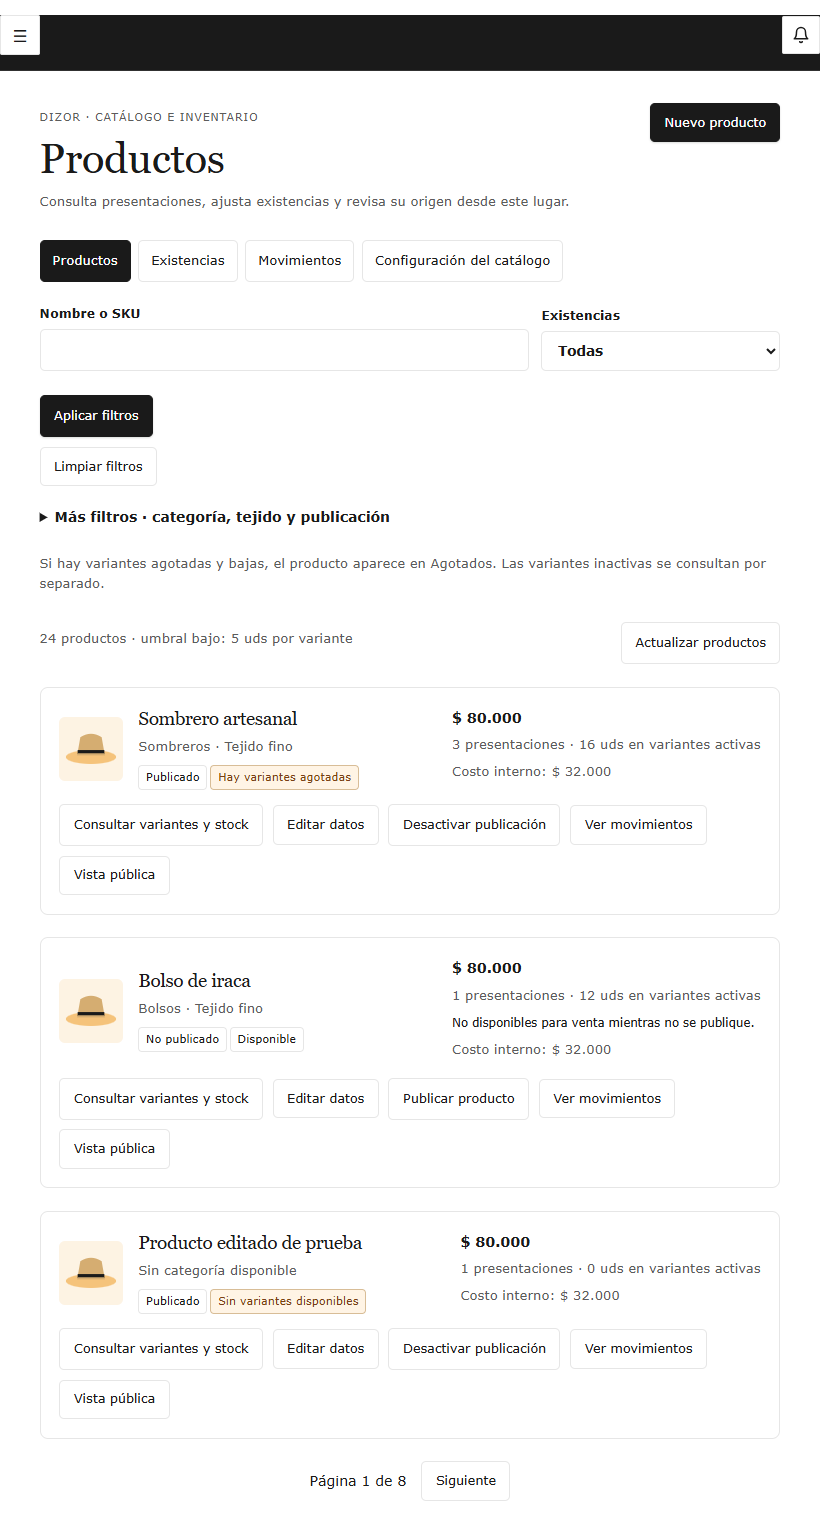 ☰
DIZOR · CATÁLOGO E INVENTARIO
Nuevo producto
Productos
Consulta presentaciones, ajusta existencias y revisa su origen desde este lugar.
Productos Existencias Movimientos Configuración del catálogo
Nombre o SKU
Existencias
Todas
Aplicar filtros
Limpiar filtros
▶ Más filtros · categoría, tejido y publicación
Si hay variantes agotadas y bajas, el producto aparece en Agotados. Las variantes inactivas se consultan por
separado.
24 productos · umbral bajo: 5 uds por variante
Actualizar productos
Sombrero artesanal
Sombreros · Tejido fino
Publicado Hay variantes agotadas
$ 80.000
3 presentaciones · 16 uds en variantes activas
Costo interno: $ 32.000
Consultar variantes y stock Editar datos Desactivar publicación Ver movimientos
Vista pública
Bolso de iraca
Bolsos · Tejido fino
No publicado Disponible
$ 80.000
1 presentaciones · 12 uds en variantes activas
No disponibles para venta mientras no se publique.
Costo interno: $ 32.000
Consultar variantes y stock Editar datos Publicar producto Ver movimientos
Vista pública
Producto editado de prueba
Sin categoría disponible
Publicado Sin variantes disponibles
$ 80.000
1 presentaciones · 0 uds en variantes activas
Costo interno: $ 32.000
Consultar variantes y stock Editar datos Desactivar publicación Ver movimientos
Vista pública
Página 1 de 8 Siguiente